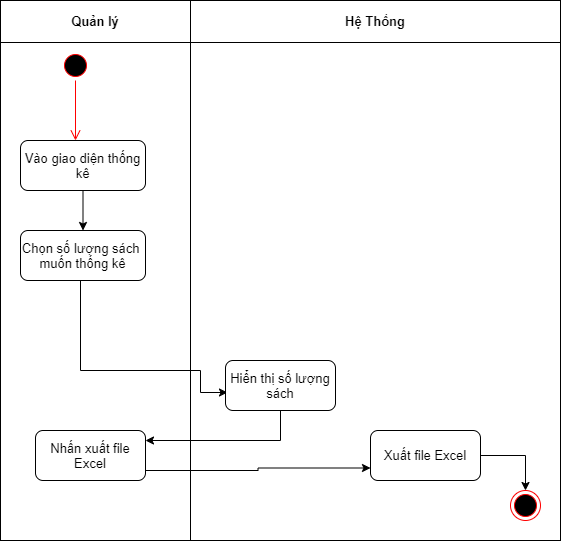 Quản lý
Hệ Thống
Vào giao diện thống
kê
Chọn số lượng sách
muốn thống kê
Hiển thị số lượng
sách
Nhấn xuất file
Excel
Xuất file Excel